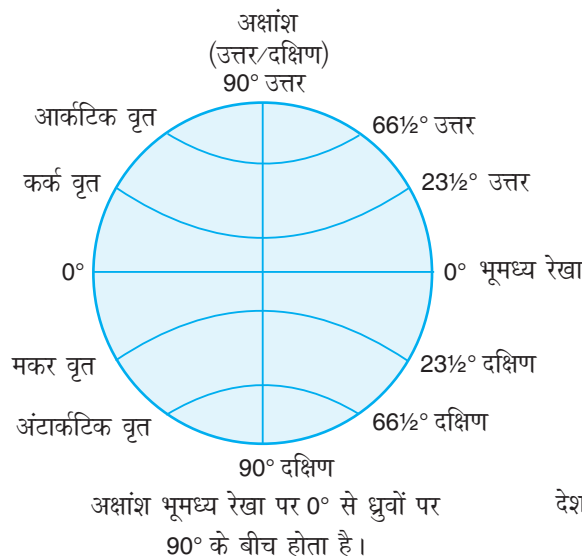 अक्षांश
(उत्तर/दक्षिण)
90° उत्तर
आर्कटिक वृत
66½° उत्तर
कर्क वृत
23½° उत्तर
0°
0° भूमध्य रेखा
मकर वृत
23½° दक्षिण
अंटार्कटिक वृत
66½° दक्षिण
90° दक्षिण
अक्षांश भूमध्य रेखा पर 0° से ध्रुवों पर
90° के बीच होता है।
देश